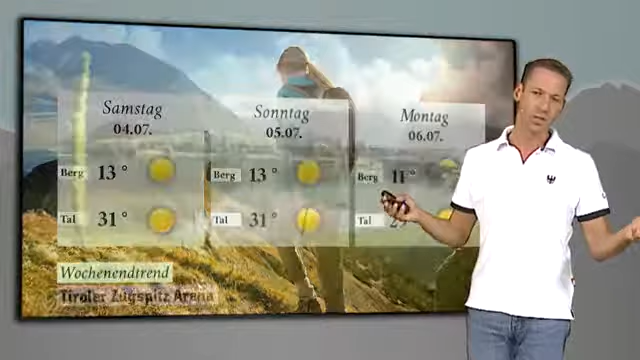 Samstag
04.07.
Berg 13°
Tal 31°
Sonntag
05.07.
Berg 13°
Tal 31°
Montag
06.07.
Berg
Tal
Wochenendtrend
Tiroler Zugspitz Arena